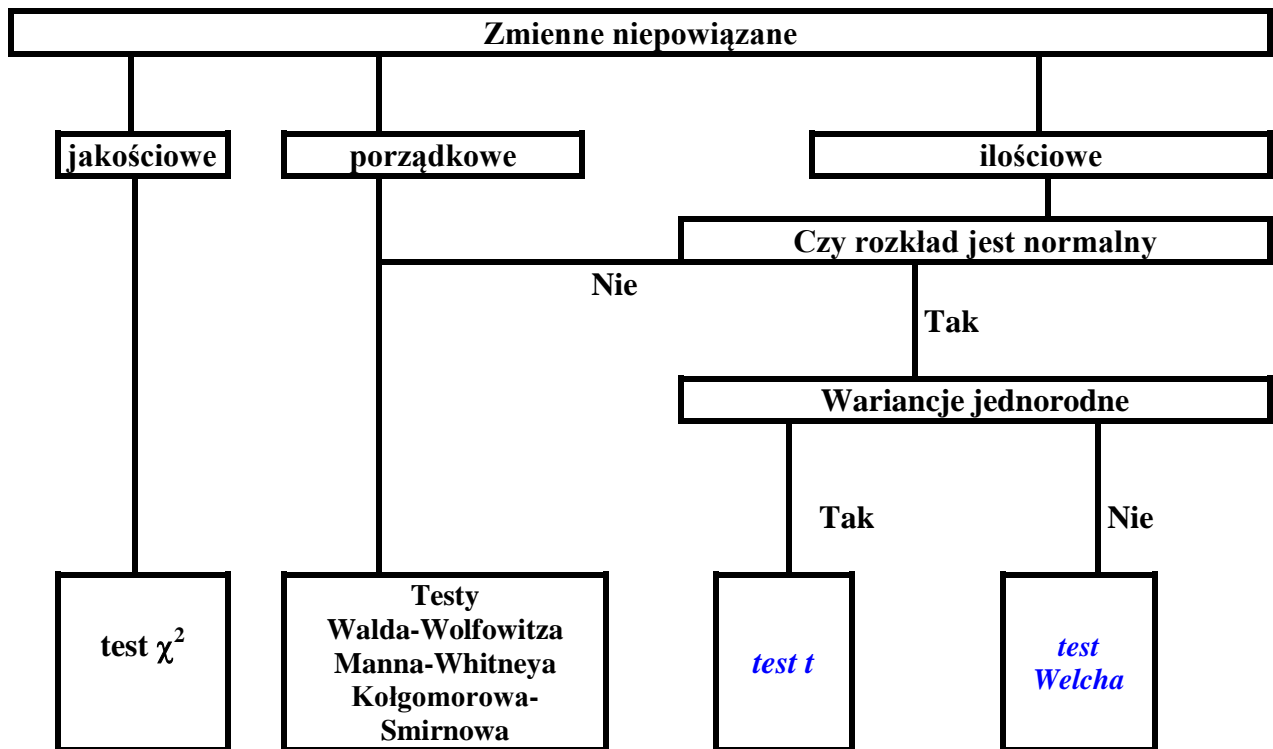 Zmienne niepowiązane
jakościowe
porządkowe
ilościowe
Czy rozkład jest normalny
Nie
Tak
Wariancje jednorodne
Tak
Nie
test χ²
Testy
Walda-Wolfowitza
Manna-Whitneya
Kołgomorowa-
Smirnowa
test t
test
Welcha